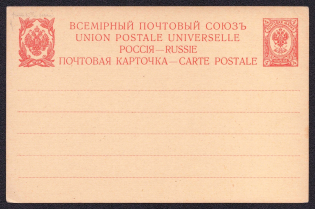 ВСЕМІРНЫЙ ПОЧТОВЫЙ СОЮЗЪ
UNION POSTALE UNIVERSELLE
РОССІЯ—RUSSIE
ПОЧТОВАЯ КАРТОЧКА—CARTE POSTALE